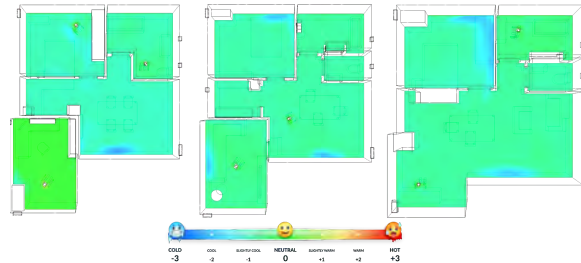 COLD COOL SLIGHTLY COOL NEUTRAL SLIGHTLY WARM WARM HOT
-3 -2 -1 0 +1 +2 +3